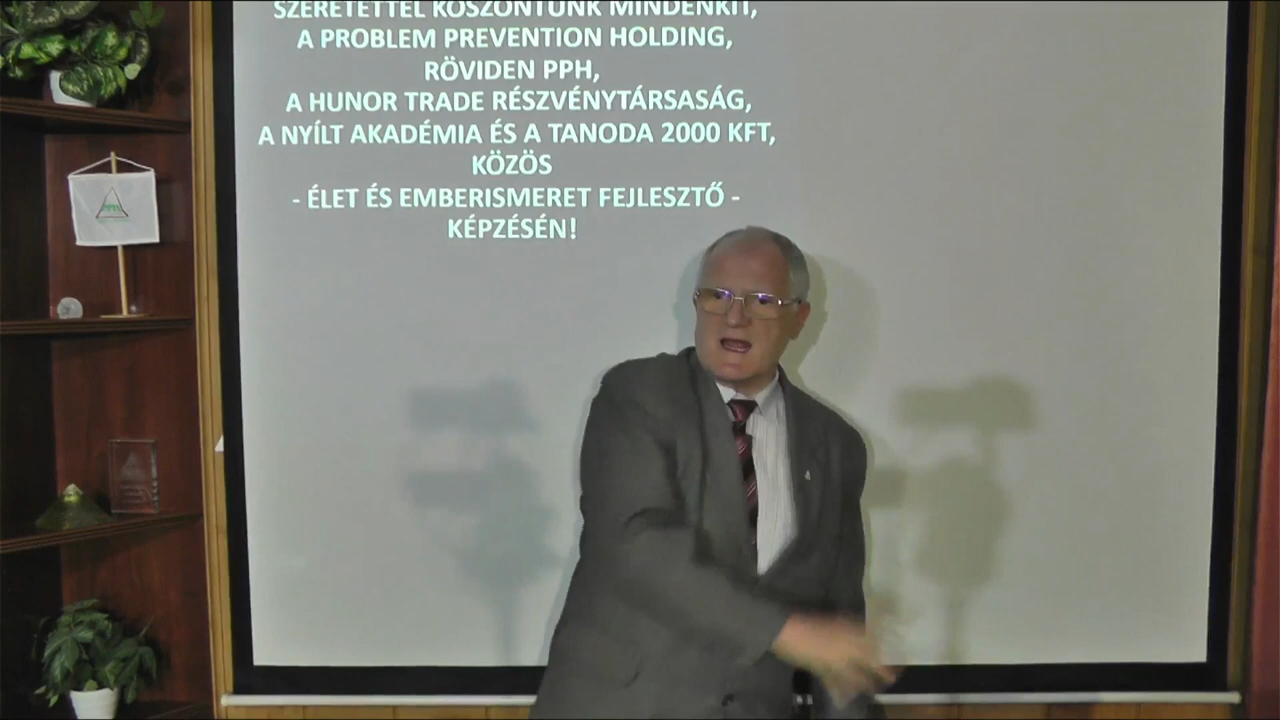 SZERETETTEL KÖSZÖNTÜNK MINDENKIT,
A PROBLEM PREVENTION HOLDING,
RÖVIDEN PPH,
A HUNOR TRADE RÉSZVÉNYTÁRSASÁG,
A NYÍLT AKADÉMIA ÉS A TANODA 2000 KFT,
KÖZÖS
- ÉLET ÉS EMBERISMERET FEJLESZTŐ -
KÉPZÉSÉN!